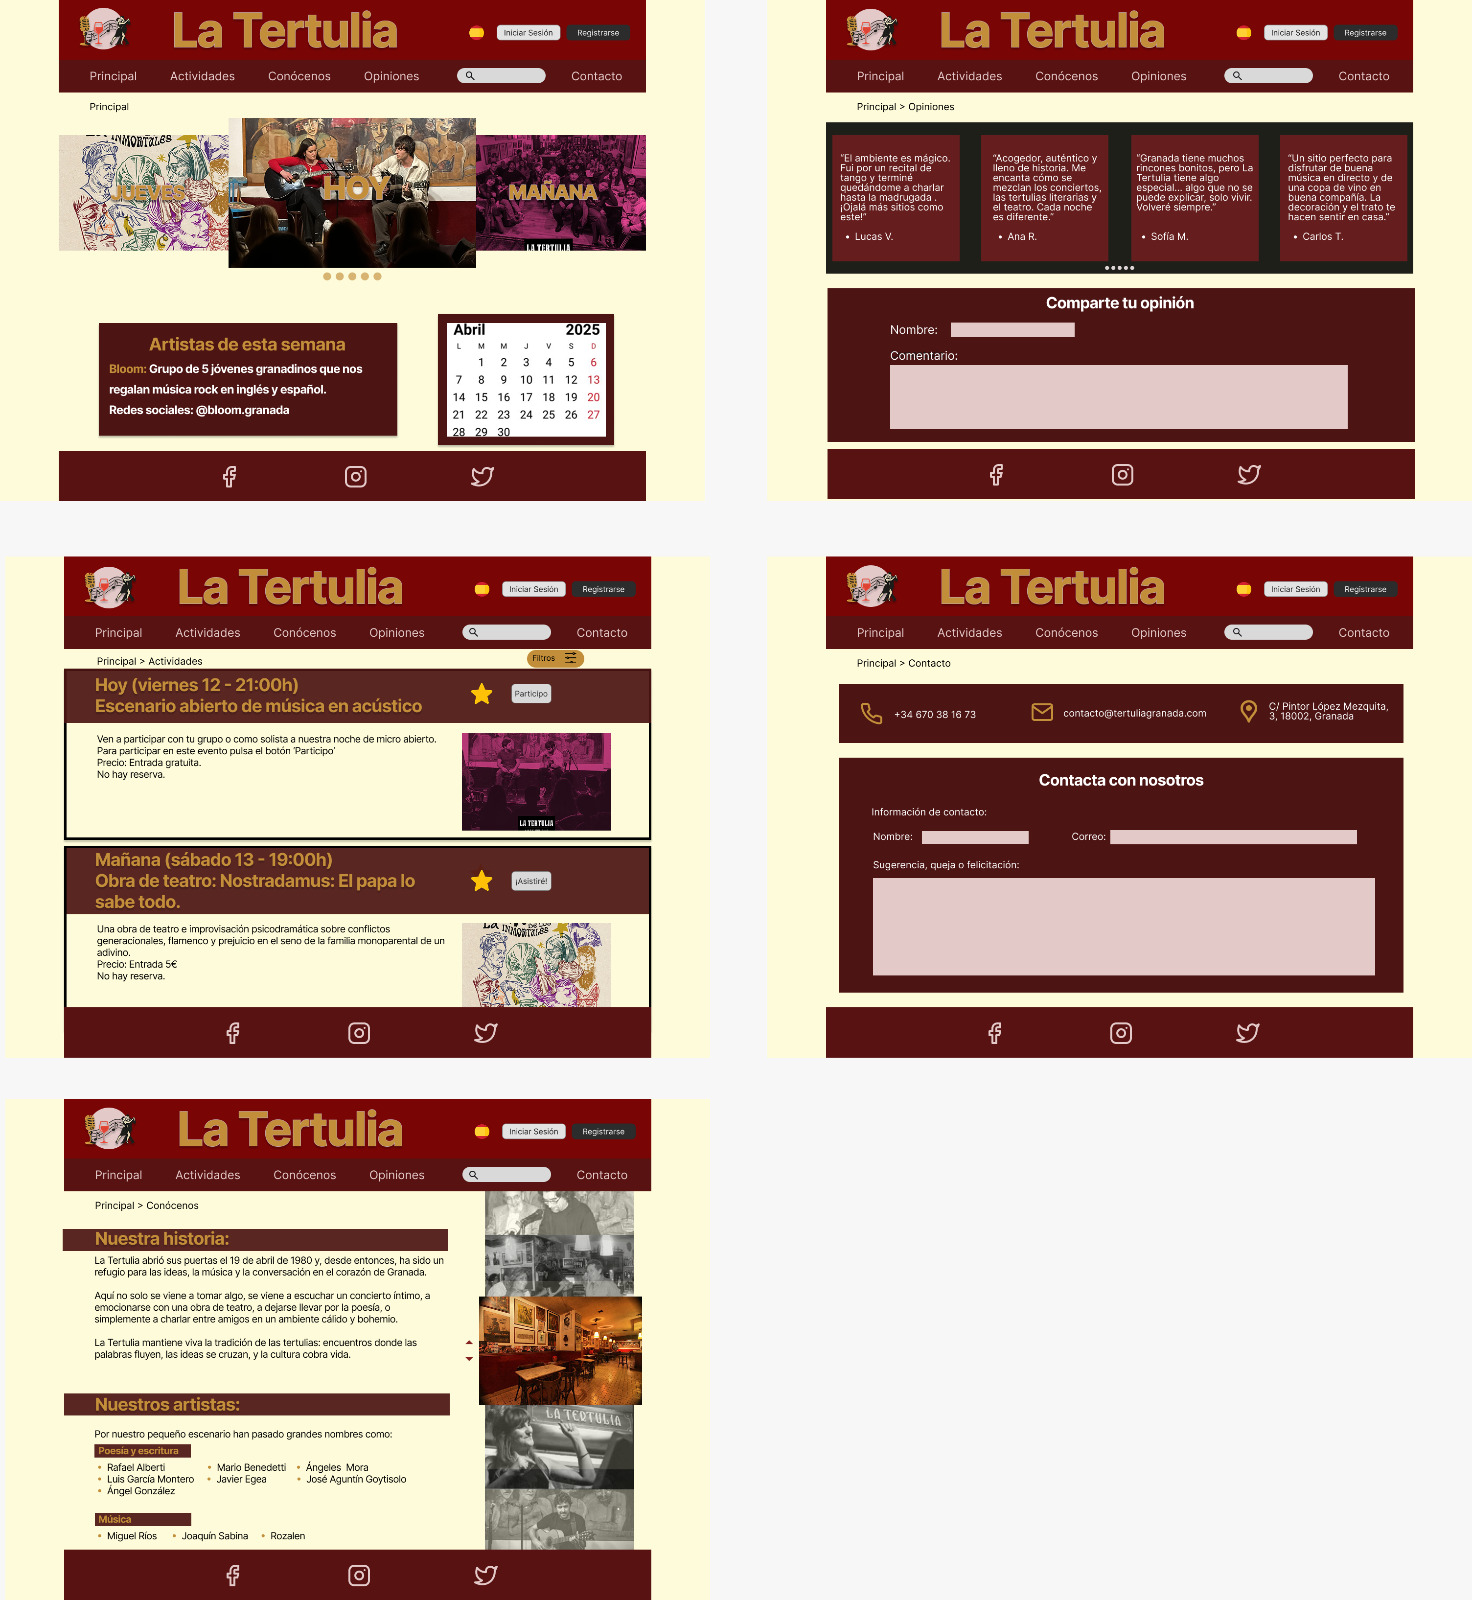 La Tertulia
Iniciar Sesión
Registrarse
Principal
Actividades
Conócenos
Opiniones
Contacto
Principal
INMORTALES
JUEVES
HOY
MAÑANA
LA TERTULIA
Artistas de esta semana
Bloom: Grupo de 5 jóvenes granadinos que nos
regalan música rock en inglés y español.
Redes sociales: @bloom.granada
Abril 2025
L M M J V S D
1 2 3 4 5 6
7 8 9 10 11 12 13
14 15 16 17 18 19 20
21 22 23 24 25 26 27
28 29 30
La Tertulia
Iniciar Sesión
Registrarse
Principal
Actividades
Conócenos
Opiniones
Contacto
Principal > Opiniones
"El ambiente es mágico.
Fui por un recital de
tango y terminé
quedándome a charlar
hasta la madrugada .
¡Ojalá más sitios como
este!"
• Lucas V.
"Acogedor, auténtico y
lleno de historia. Me
encanta cómo se
mezclan los conciertos,
las tertulias literarias y
el teatro. Cada noche
es diferente."
• Ana R.
"Granada tiene muchos
rincones bonitos, pero La
Tertulia tiene algo
especial... algo que no se
puede explicar, solo vivir.
Volveré siempre."
• Sofía M.
"Un sitio perfecto para
disfrutar de buena
música en directo y de
una copa de vino en
buena compañía. La
decoración y el trato te
hacen sentir en casa."
• Carlos T.
Comparte tu opinión
Nombre:
Comentario:
La Tertulia
Iniciar Sesión
Registrarse
Principal
Actividades
Conócenos
Opiniones
Contacto
Principal > Actividades
Filtros
Hoy (viernes 12 - 21:00h)
Escenario abierto de música en acústico
Participo
Ven a participar con tu grupo o como solista a nuestra noche de micro abierto.
Para participar en este evento pulsa el botón 'Participo'
Precio: Entrada gratuita.
No hay reserva.
LA TERTULIA
Mañana (sábado 13 - 19:00h)
Obra de teatro: Nostradamus: El papa lo
sabe todo.
¡Asistiré!
Una obra de teatro e improvisación psicodramática sobre conflictos
generacionales, flamenco y prejuicio en el seno de la familia monoparental de un
adivino.
Precio: Entrada 5€
No hay reserva.
INMORTALES
La Tertulia
Iniciar Sesión
Registrarse
Principal
Actividades
Conócenos
Opiniones
Contacto
Principal > Contacto
+34 670 38 16 73
contacto@tertuliagranada.com
C/ Pintor López Mezquita,
3, 18002, Granada
Contacta con nosotros
Información de contacto:
Nombre:
Correo:
Sugerencia, queja o felicitación:
La Tertulia
Iniciar Sesión
Registrarse
Principal
Actividades
Conócenos
Opiniones
Contacto
Principal > Conócenos
Nuestra historia:
La Tertulia abrió sus puertas el 19 de abril de 1980 y, desde entonces, ha sido un
refugio para las ideas, la música y la conversación en el corazón de Granada.
Aquí no solo se viene a tomar algo, se viene a escuchar un concierto íntimo, a
emocionarse con una obra de teatro, a dejarse llevar por la poesía, o
simplemente a charlar entre amigos en un ambiente cálido y bohemio.
La Tertulia mantiene viva la tradición de las tertulias: encuentros donde las
palabras fluyen, las ideas se cruzan, y la cultura cobra vida.
LA TERTULIA
Nuestros artistas:
Por nuestro pequeño escenario han pasado grandes nombres como:
Poesía y escritura
• Rafael Alberti • Mario Benedetti • Ángeles Mora
• Luis García Montero • Javier Egea • José Aguntín Goytisolo
• Ángel González
Música
• Miguel Ríos • Joaquín Sabina • Rozalen